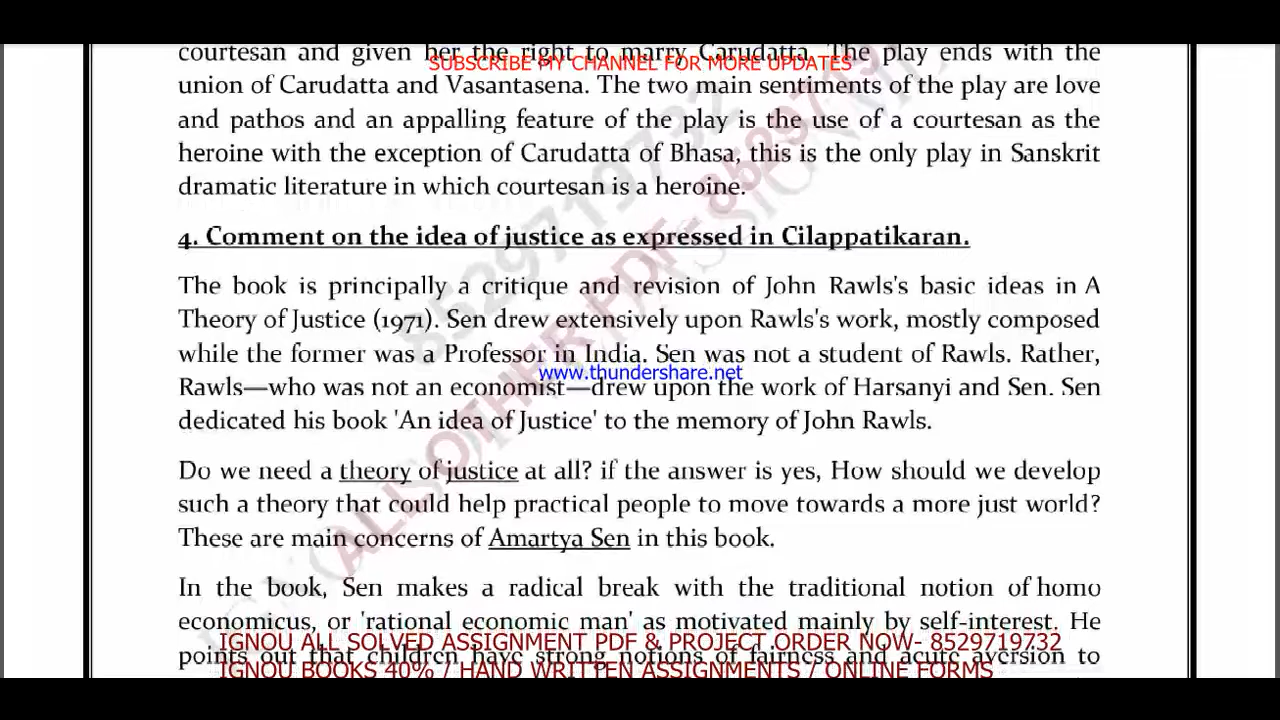 courtesan and given her the right to marry Carudatta. The play ends with the
SUBSCRIBE MY CHANNEL FOR MORE UPDATES
union of Carudatta and Vasantasena. The two main sentiments of the play are love
and pathos and an appalling feature of the play is the use of a courtesan as the
heroine with the exception of Carudatta of Bhasa, this is the only play in Sanskrit
dramatic literature in which courtesan is a heroine.
4. Comment on the idea of justice as expressed in Cilappatikaran.
The book is principally a critique and revision of John Rawls's basic ideas in A
Theory of Justice (1971). Sen drew extensively upon Rawls's work, mostly composed
while the former was a Professor in India. Sen was not a student of Rawls. Rather,
www.thundershare.net
Rawls—who was not an economist—drew upon the work of Harsanyi and Sen. Sen
dedicated his book 'An idea of Justice' to the memory of John Rawls.
Do we need a theory of justice at all? if the answer is yes, How should we develop
such a theory that could help practical people to move towards a more just world?
These are main concerns of Amartya Sen in this book.
In the book, Sen makes a radical break with the traditional notion of homo
economicus, or 'rational economic man' as motivated mainly by self-interest. He
IGNOU ALL SOLVED ASSIGNMENT PDF & PROJECT ORDER NOW- 8529719732
points out that children have strong notions of fairness and acute aversion to
IGNOU BOOKS 40% / HAND WRITTEN ASSIGNMENTS / ONLINE FORMS
8529719732
ALL OTHER PDF- 8529719